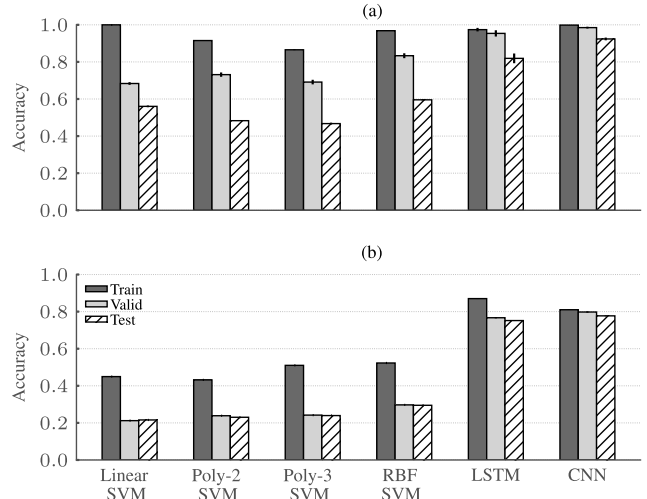 (a)
1.0
0.8
0.6
0.4
0.2
0.0
Accuracy
(b)
1.0
0.8
0.6
0.4
0.2
0.0
Accuracy
Train
Valid
Test
Linear SVM
Poly-2 SVM
Poly-3 SVM
RBF SVM
LSTM
CNN